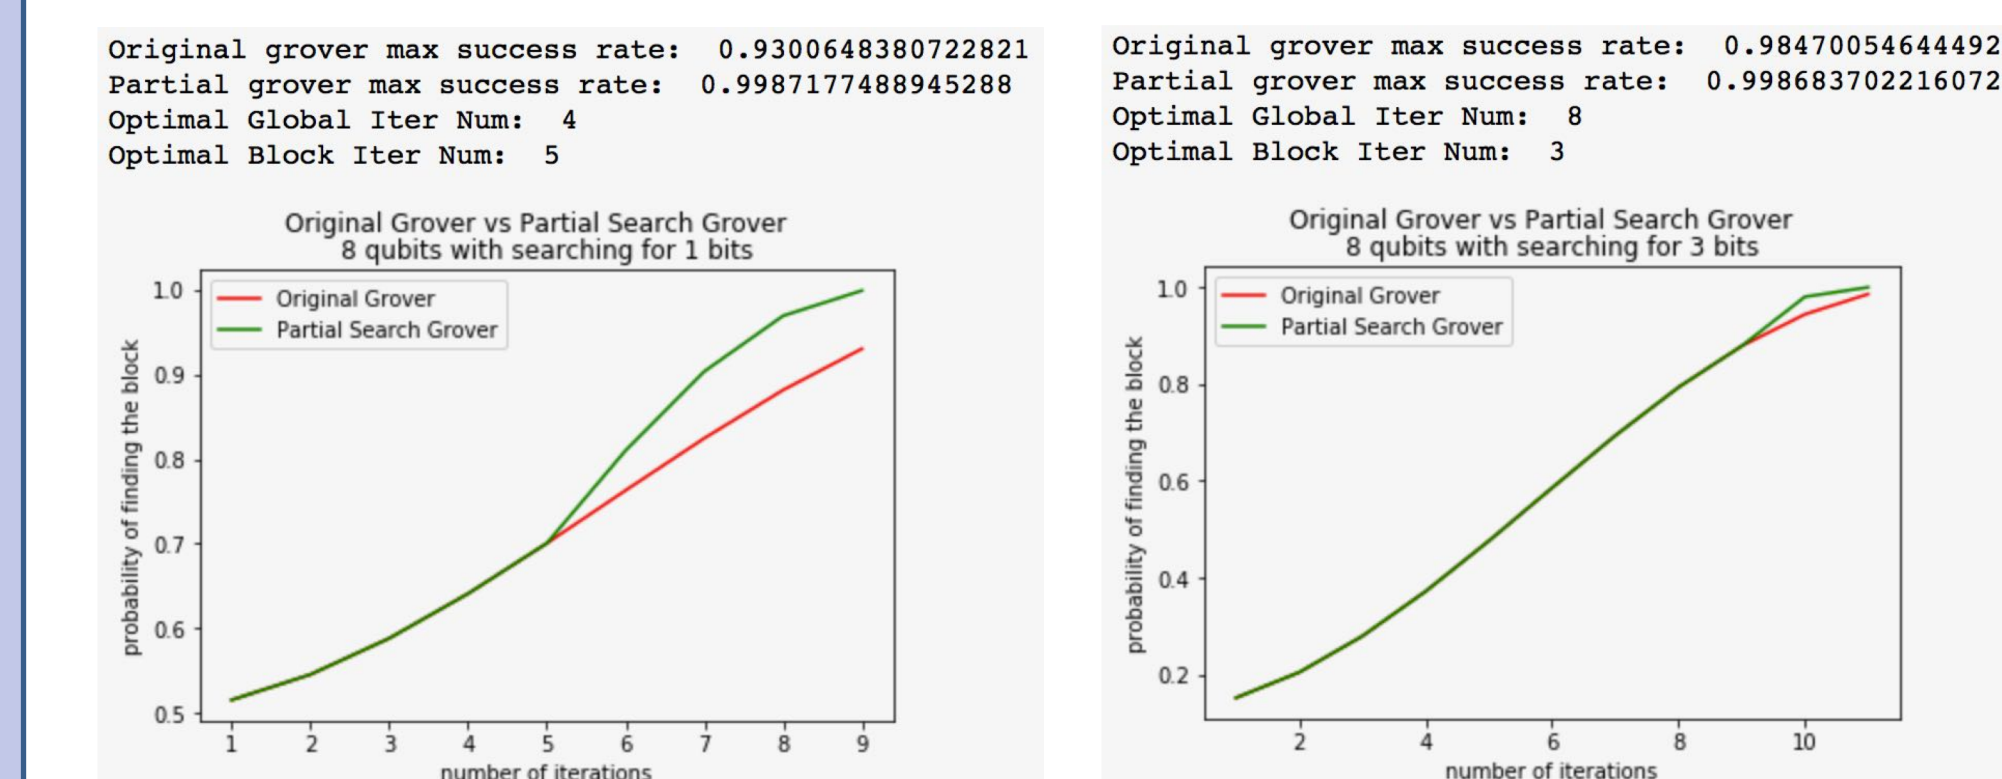 Original grover max success rate:  0.9300648380722821
Partial grover max success rate:  0.9987177488945288
Optimal Global Iter Num:  4
Optimal Block Iter Num:  5
Original Grover vs Partial Search Grover
8 qubits with searching for 1 bits
Original Grover
Partial Search Grover
probability of finding the block
1.0
0.9
0.8
0.7
0.6
0.5
1 2 3 4 5 6 7 8 9
number of iterations
Original grover max success rate:  0.98470054644492
Partial grover max success rate:  0.998683702216072
Optimal Global Iter Num:  8
Optimal Block Iter Num:  3
Original Grover vs Partial Search Grover
8 qubits with searching for 3 bits
Original Grover
Partial Search Grover
probability of finding the block
1.0
0.8
0.6
0.4
0.2
2 4 6 8 10
number of iterations